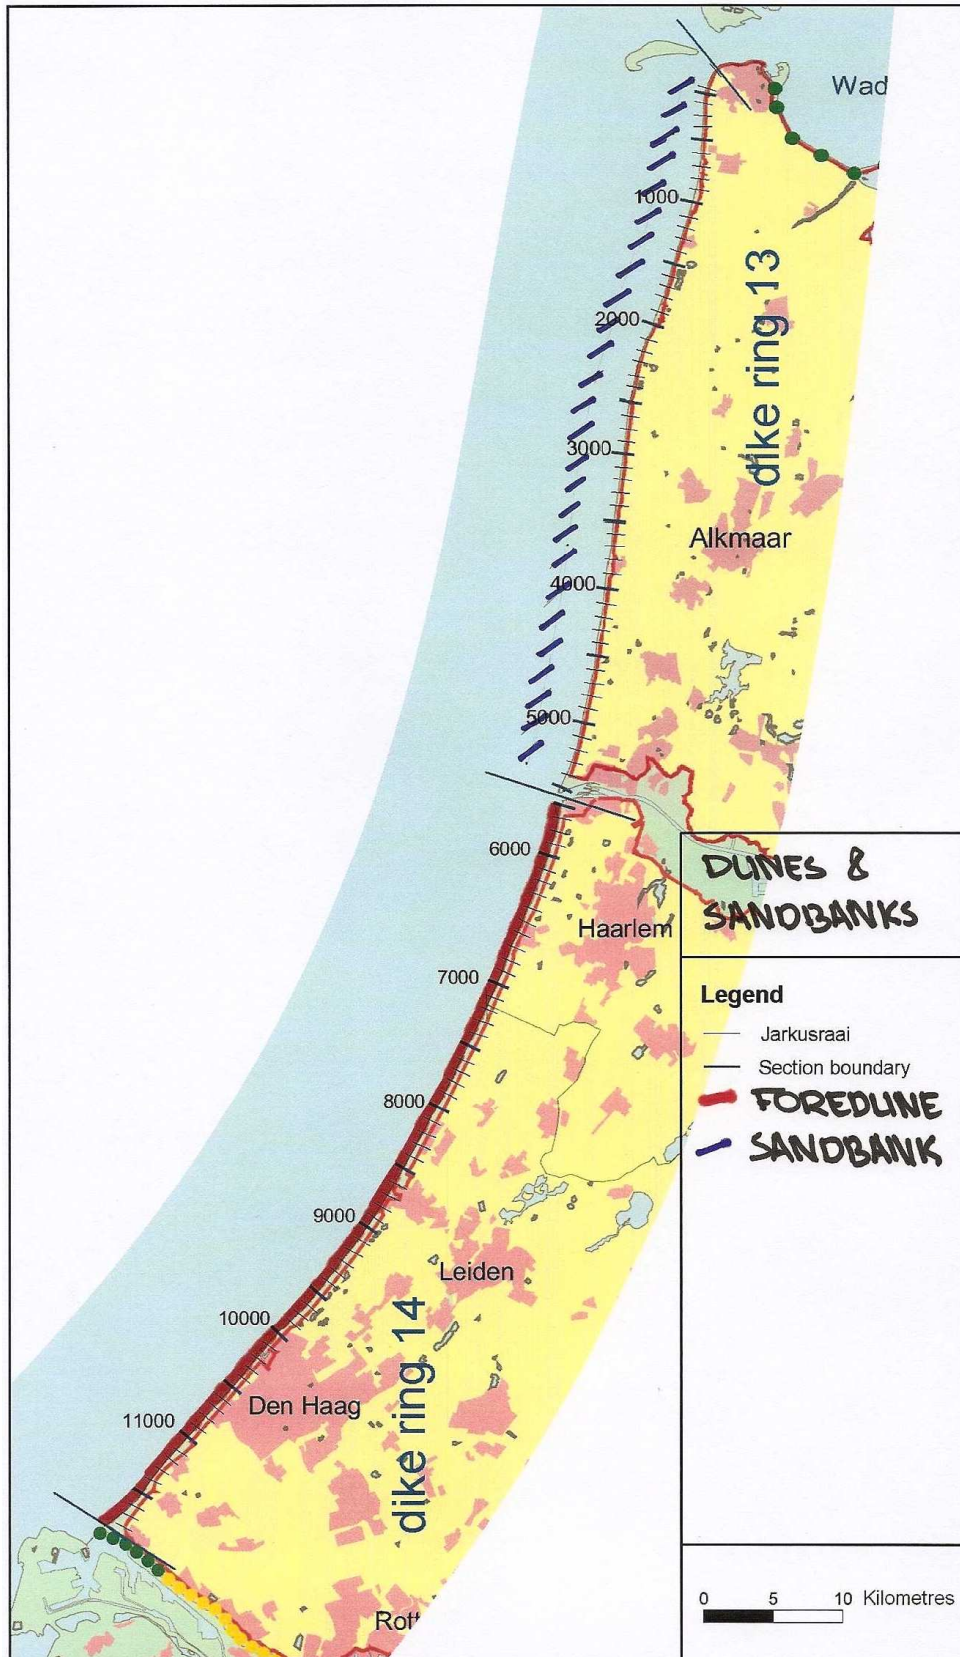 Wad
1000
dike ring 13
2000
3000
Alkmaar
4000
5000
6000
Haarlem
7000
8000
9000
Leiden
10000
dike ring 14
Den Haag
11000
Rott
DUNES &
SANDBANKS
Legend
Jarkusraai
Section boundary
FOREDUNE
SANDBANK
0 5 10 Kilometres